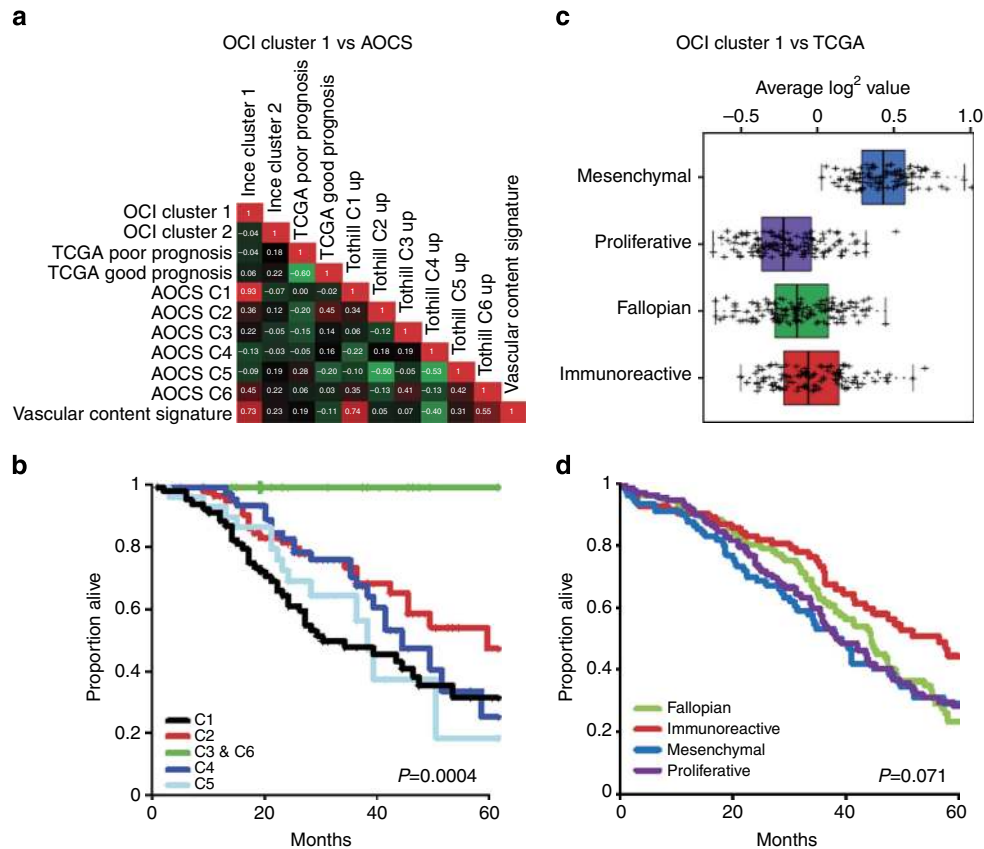 a
OCI cluster 1 vs AOCS
Ince cluster 1
Ince cluster 2
TCGA poor prognosis
TCGA good prognosis
Tothill C1 up
Tothill C2 up
Tothill C3 up
Tothill C4 up
Tothill C5 up
Tothill C6 up
Vascular content signature
OCI cluster 1 1
OCI cluster 2 −0.04 1
TCGA poor prognosis −0.04 0.18 1
TCGA good prognosis 0.06 0.22 −0.60 1
AOCS C1 0.93 −0.07 0.00 −0.02 1
AOCS C2 0.36 0.12 −0.20 0.45 0.34 1
AOCS C3 0.22 −0.05 −0.15 0.14 0.06 −0.12 1
AOCS C4 −0.13 −0.03 −0.05 0.16 −0.22 0.18 0.19 1
AOCS C5 −0.09 0.19 0.28 −0.20 −0.10 −0.50 −0.05 −0.53 1
AOCS C6 0.45 0.22 0.06 0.03 0.35 −0.13 0.41 −0.13 0.42 1
Vascular content signature 0.73 0.23 0.19 −0.11 0.74 0.05 0.07 −0.40 0.31 0.55 1
b
Proportion alive
1
0.8
0.6
0.4
0.2
0
C1
C2
C3 & C6
C4
C5
P=0.0004
0 20 40 60
Months
c
OCI cluster 1 vs TCGA
Average log² value
−0.5 0 0.5 1.0
Mesenchymal
Proliferative
Fallopian
Immunoreactive
d
Proportion alive
1
0.8
0.6
0.4
0.2
0
Fallopian
Immunoreactive
Mesenchymal
Proliferative
P=0.071
0 20 40 60
Months